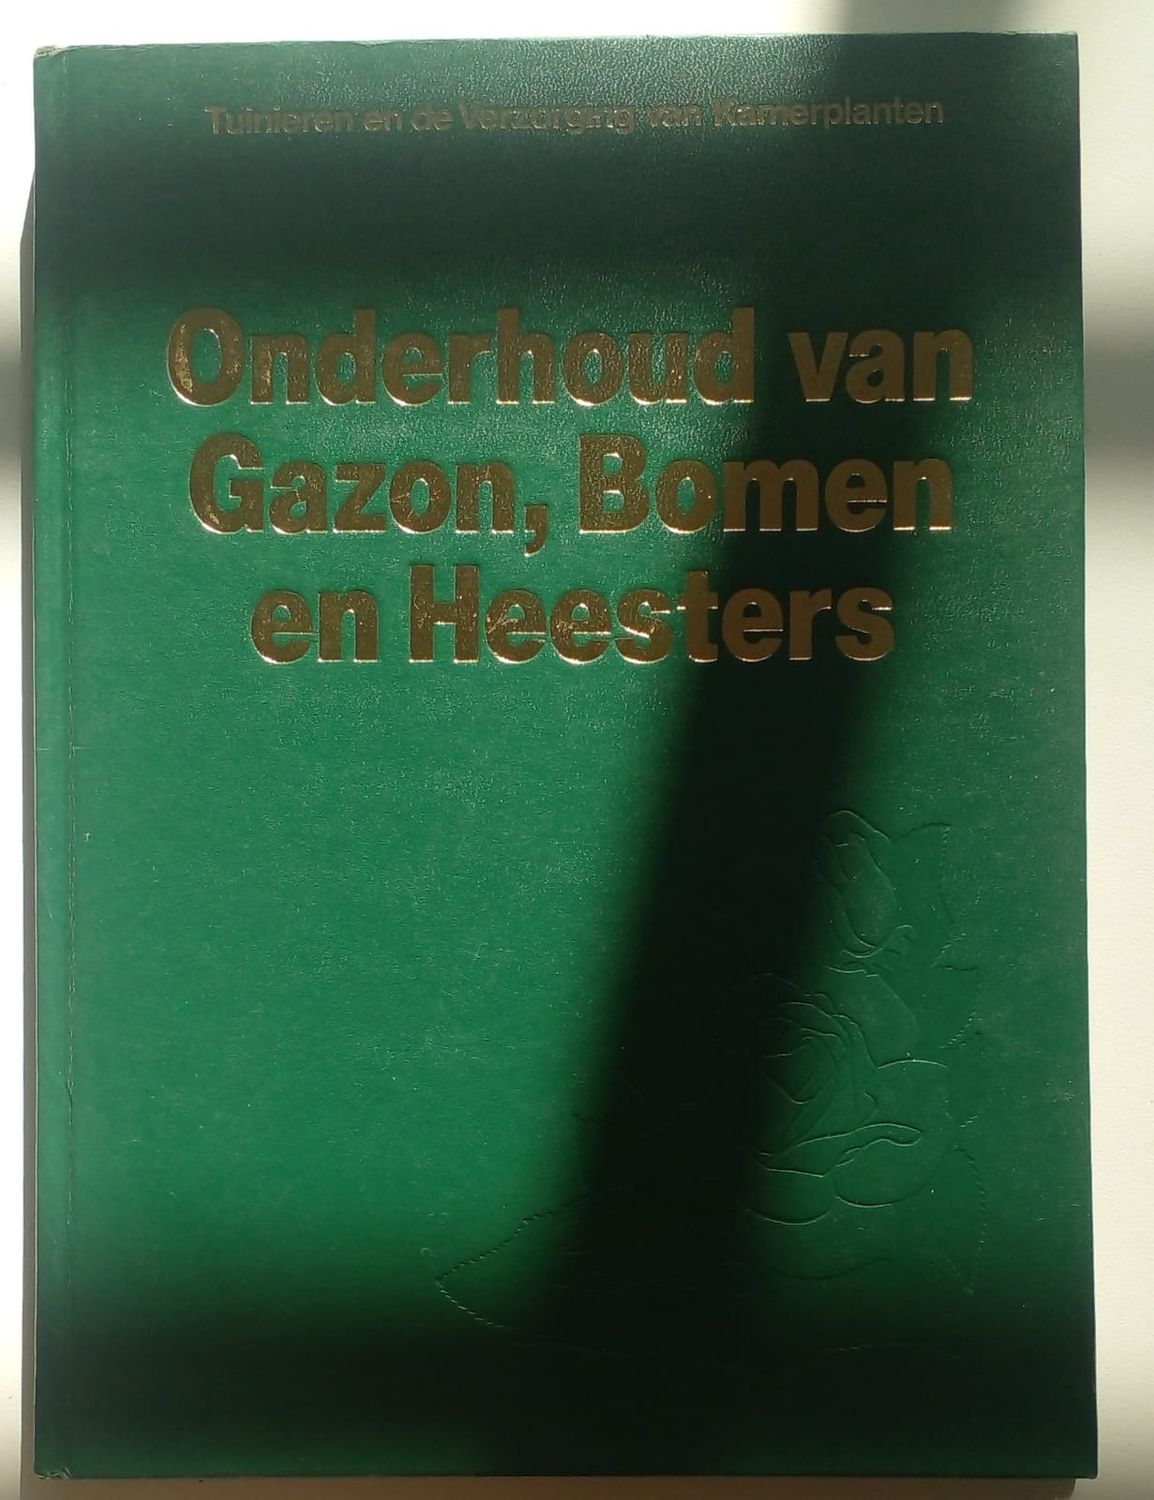 Tuinieren en de Verzorging van Kamerplanten
Onderhoud van
Gazon, Bomen
en Heesters